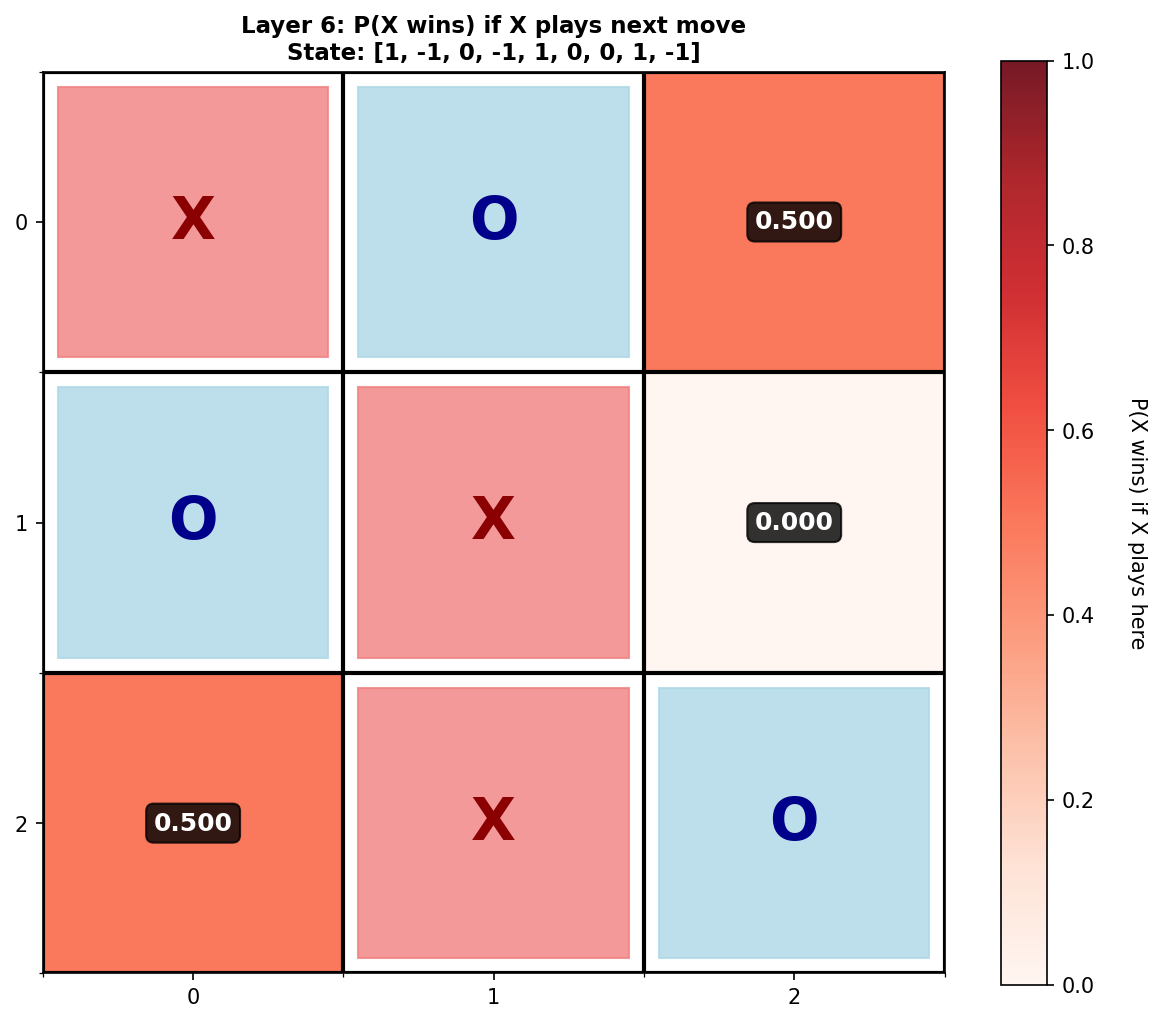 Layer 6: P(X wins) if X plays next move
State: [1, -1, 0, -1, 1, 0, 0, 1, -1]
1.0
0.8
0.6
0.4
0.2
0.0
P(X wins) if X plays here
0 X O 0.500
1 O X 0.000
2 0.500 X O
0 1 2